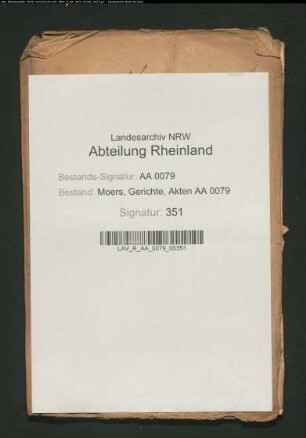 Landesarchiv NRW
Abteilung Rheinland
Bestands-Signatur: AA 0079
Bestand: Moers, Gerichte, Akten AA 0079
Signatur: 351
LAV_R_AA_0079_00351